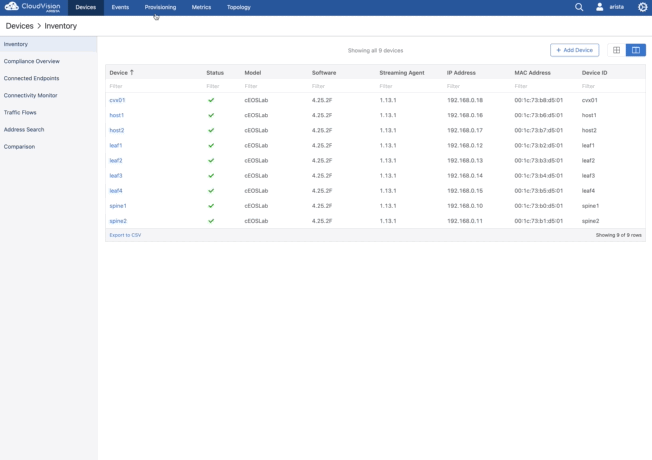 CloudVision
ARISTA
Devices Events Provisioning Metrics Topology
arista
Devices > Inventory
Inventory
Compliance Overview
Connected Endpoints
Connectivity Monitor
Traffic Flows
Address Search
Comparison
Showing all 9 devices
+ Add Device
Device ↑ Status Model Software Streaming Agent IP Address MAC Address Device ID
Filter Filter Filter Filter Filter Filter Filter Filter
cvx01 cEOSLab 4.25.2F 1.13.1 192.168.0.18 00:1c:73:b8:d5:01 cvx01
host1 cEOSLab 4.25.2F 1.13.1 192.168.0.16 00:1c:73:b6:d5:01 host1
host2 cEOSLab 4.25.2F 1.13.1 192.168.0.17 00:1c:73:b7:d5:01 host2
leaf1 cEOSLab 4.25.2F 1.13.1 192.168.0.12 00:1c:73:b2:d5:01 leaf1
leaf2 cEOSLab 4.25.2F 1.13.1 192.168.0.13 00:1c:73:b3:d5:01 leaf2
leaf3 cEOSLab 4.25.2F 1.13.1 192.168.0.14 00:1c:73:b4:d5:01 leaf3
leaf4 cEOSLab 4.25.2F 1.13.1 192.168.0.15 00:1c:73:b5:d5:01 leaf4
spine1 cEOSLab 4.25.2F 1.13.1 192.168.0.10 00:1c:73:b0:d5:01 spine1
spine2 cEOSLab 4.25.2F 1.13.1 192.168.0.11 00:1c:73:b1:d5:01 spine2
Export to CSV
Showing 9 of 9 rows